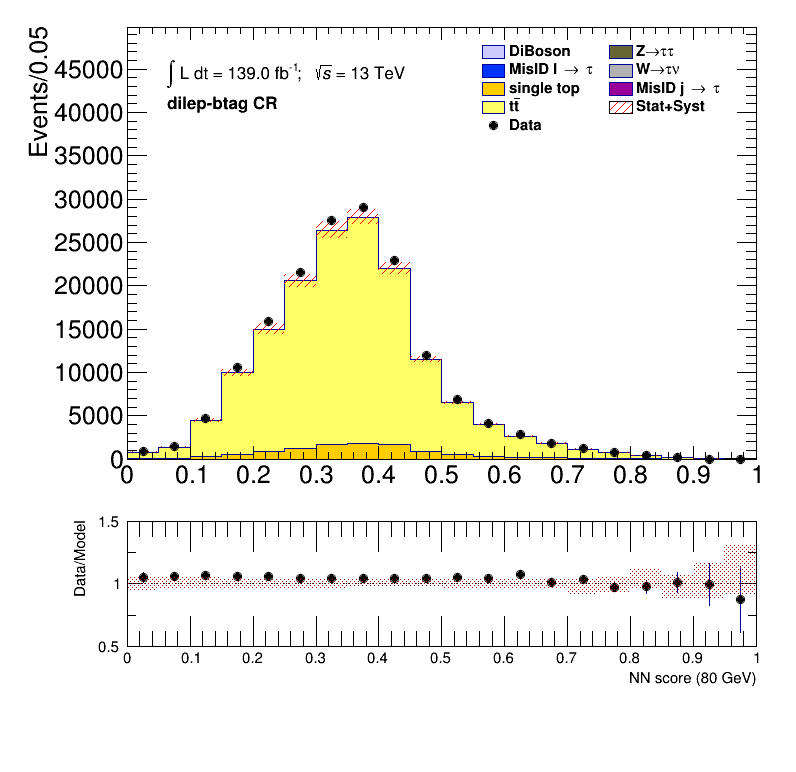 Events/0.05
45000
40000
35000
30000
25000
20000
15000
10000
5000
0
∫ L dt = 139.0 fb⁻¹; √s = 13 TeV
dilep-btag CR
DiBoson
MisID l → τ
single top
tt̄
Data
Z→ττ
W→τν
MisID j → τ
Stat+Syst
0 0.1 0.2 0.3 0.4 0.5 0.6 0.7 0.8 0.9 1
Data/Model
1.5
1
0.5
0 0.1 0.2 0.3 0.4 0.5 0.6 0.7 0.8 0.9 1
NN score (80 GeV)